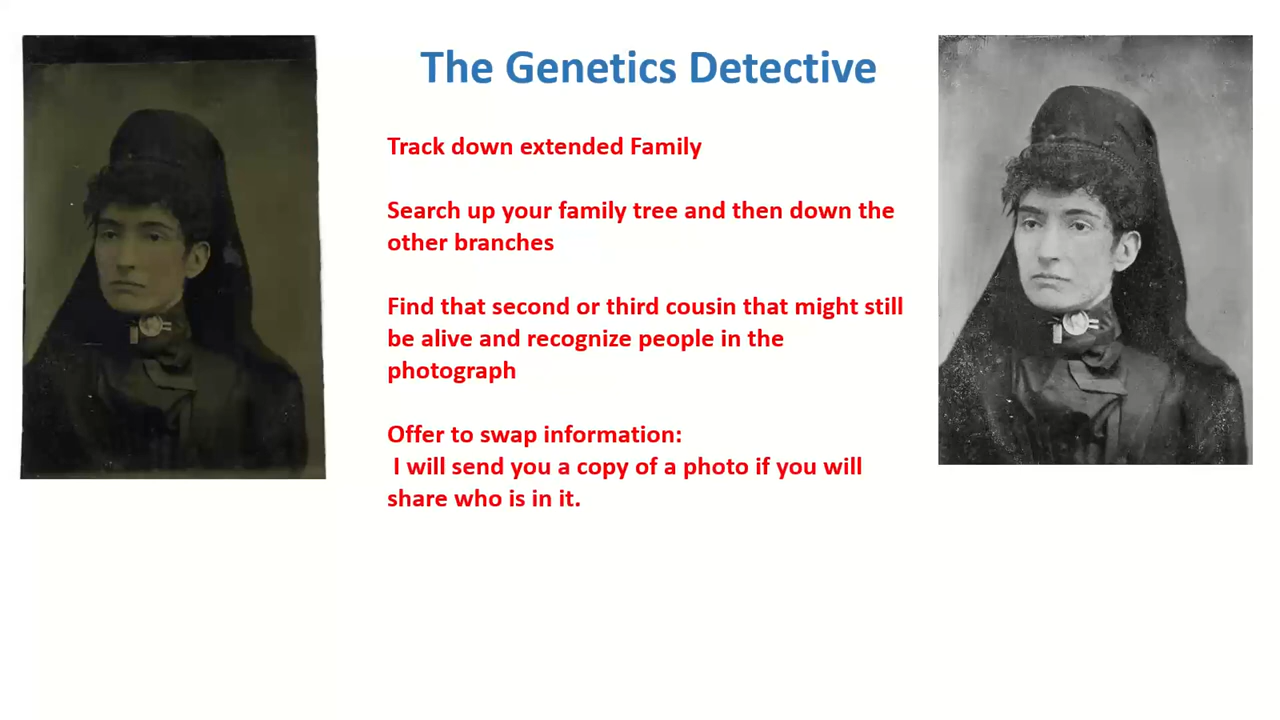 The Genetics Detective
Track down extended Family
Search up your family tree and then down the
other branches
Find that second or third cousin that might still
be alive and recognize people in the
photograph
Offer to swap information:
I will send you a copy of a photo if you will
share who is in it.